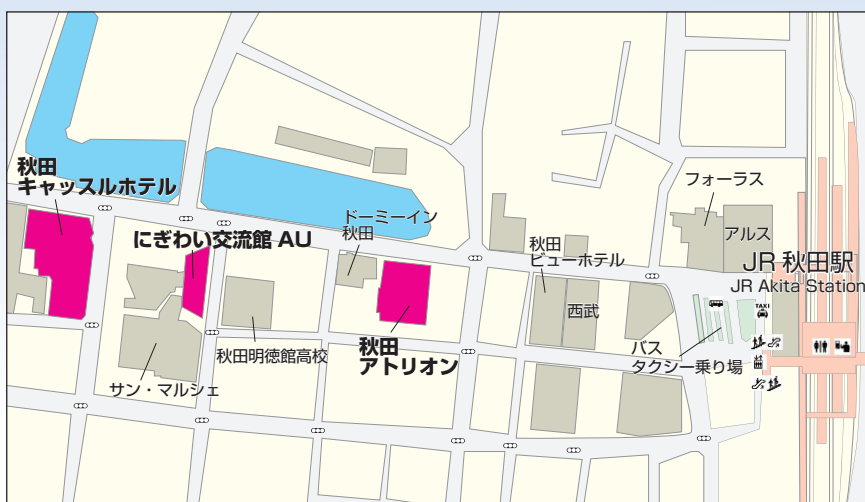 秋田
キャッスルホテル
にぎわい交流館 AU
ドーミーイン
秋田
秋田
ビューホテル
フォーラス
アルス
JR 秋田駅
JR Akita Station
西武
TAXI
バス
タクシー乗り場
秋田明徳館高校
秋田
アトリオン
サン・マルシェ